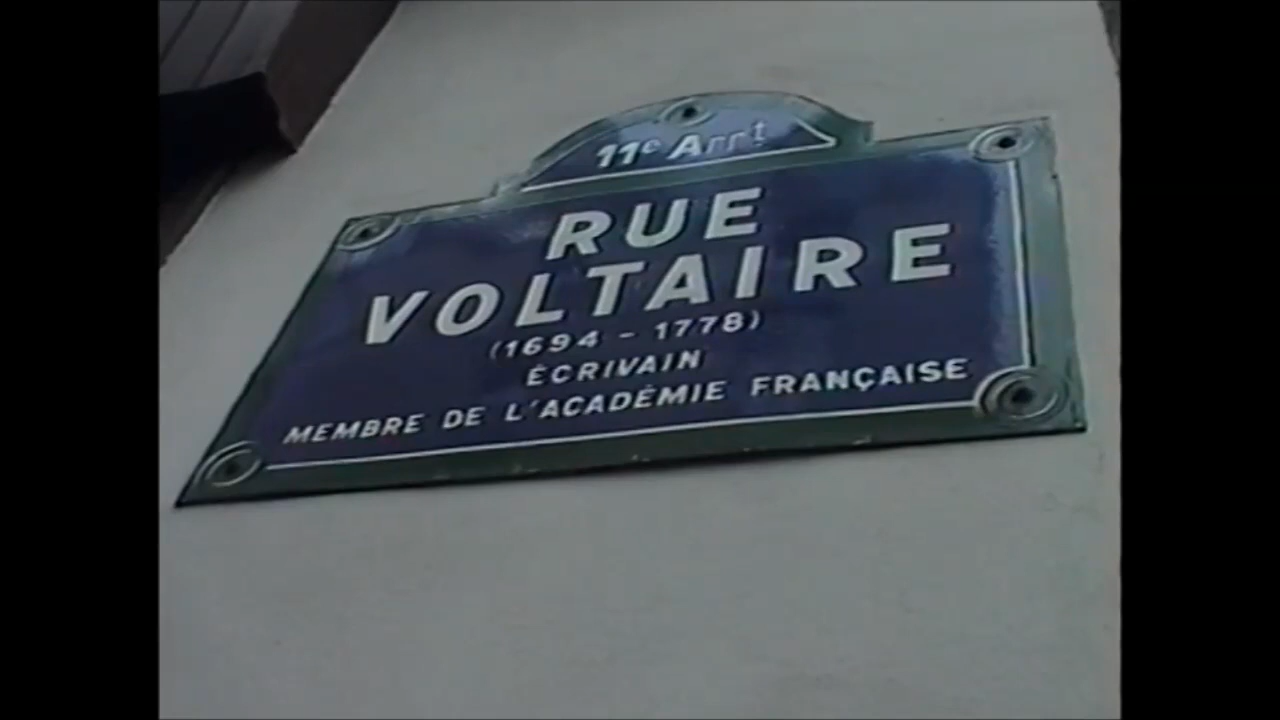 11e Arrt
RUE
VOLTAIRE
(1694 - 1778)
ÉCRIVAIN
MEMBRE DE L'ACADÉMIE FRANÇAISE